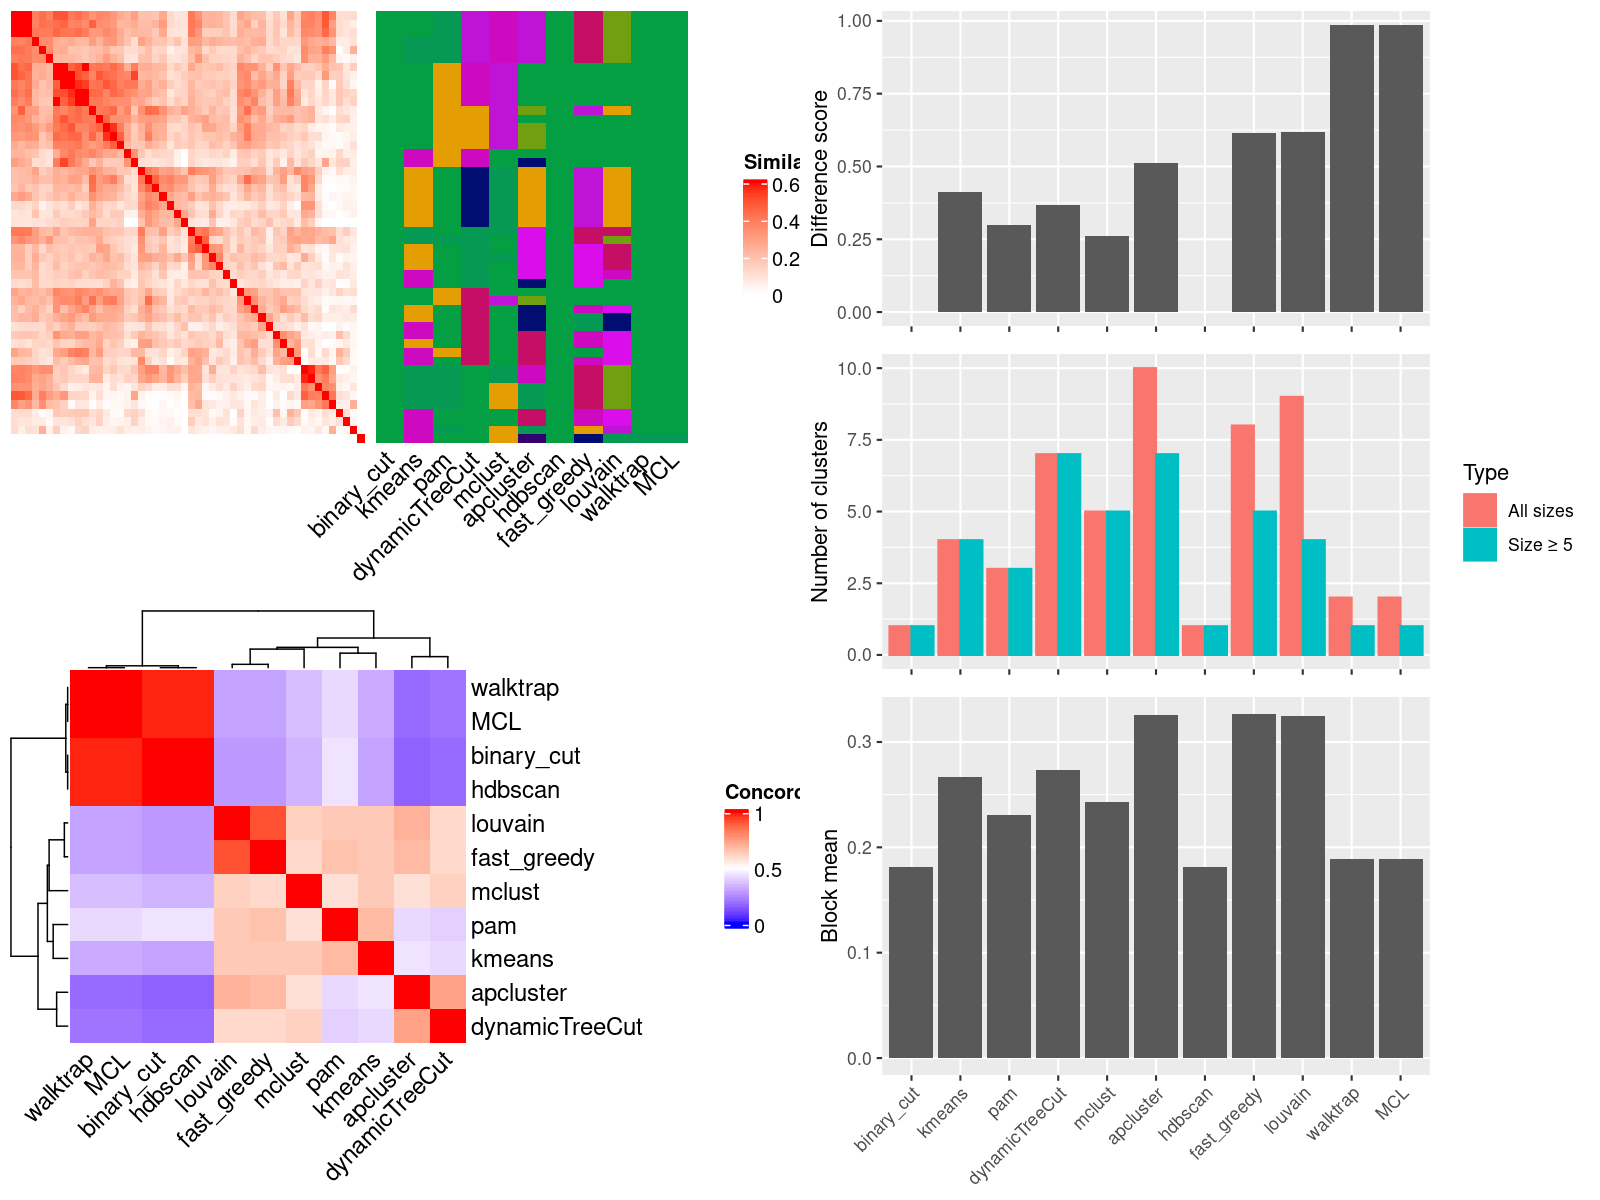 Simila
0.6
0.4
0.2
0
binary_cut
kmeans
pam
dynamicTreeCut
mclust
apcluster
hdbscan
fast_greedy
louvain
walktrap
MCL
Difference score
1.00
0.75
0.50
0.25
0.00
Number of clusters
10.0
7.5
5.0
2.5
0.0
Type
All sizes
Size ≥ 5
Block mean
0.3
0.2
0.1
0.0
binary_cut
kmeans
pam
dynamicTreeCut
mclust
apcluster
hdbscan
fast_greedy
louvain
walktrap
MCL
walktrap
MCL
binary_cut
hdbscan
louvain
fast_greedy
mclust
pam
kmeans
apcluster
dynamicTreeCut
Concord
1
0.5
0
walktrap
MCL
binary_cut
hdbscan
louvain
fast_greedy
mclust
pam
kmeans
apcluster
dynamicTreeCut